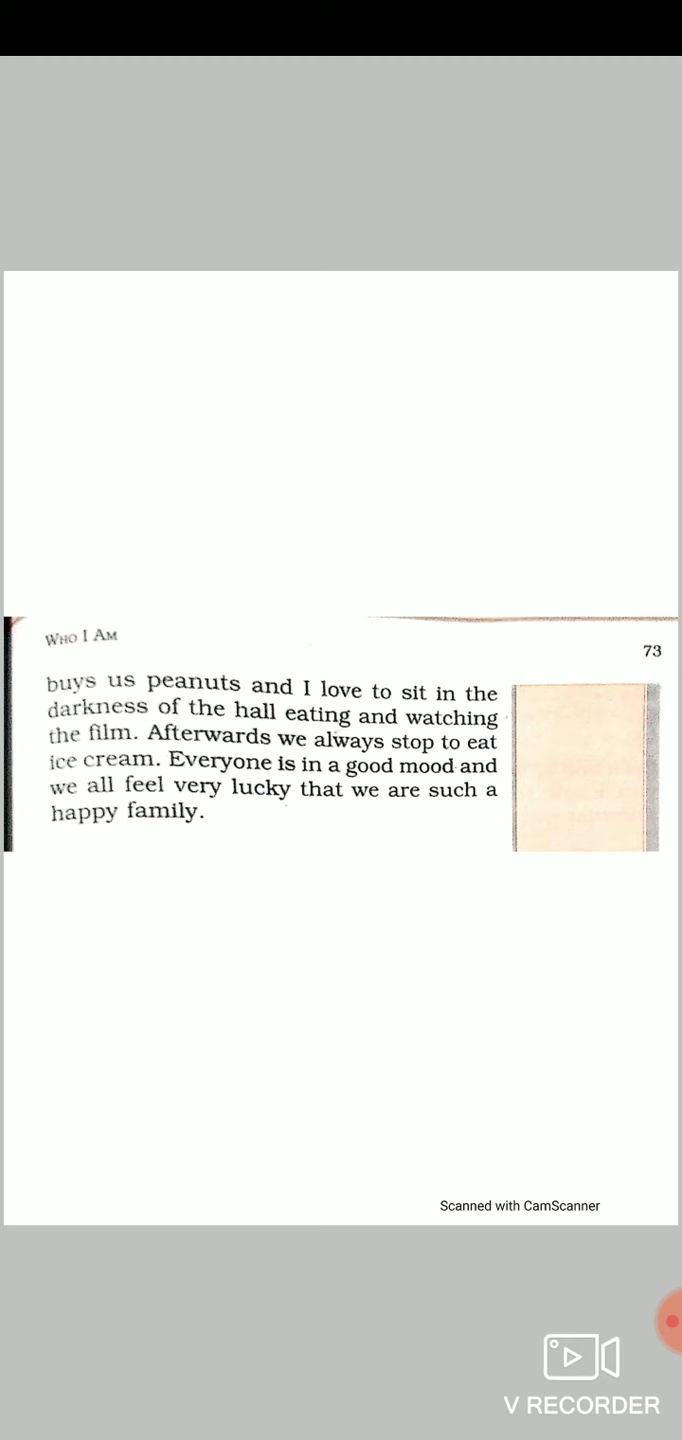 WHO I AM
73
buys us peanuts and I love to sit in the
darkness of the hall eating and watching
the film. Afterwards we always stop to eat
ice cream. Everyone is in a good mood and
we all feel very lucky that we are such a
happy family.
Scanned with CamScanner
V RECORDER